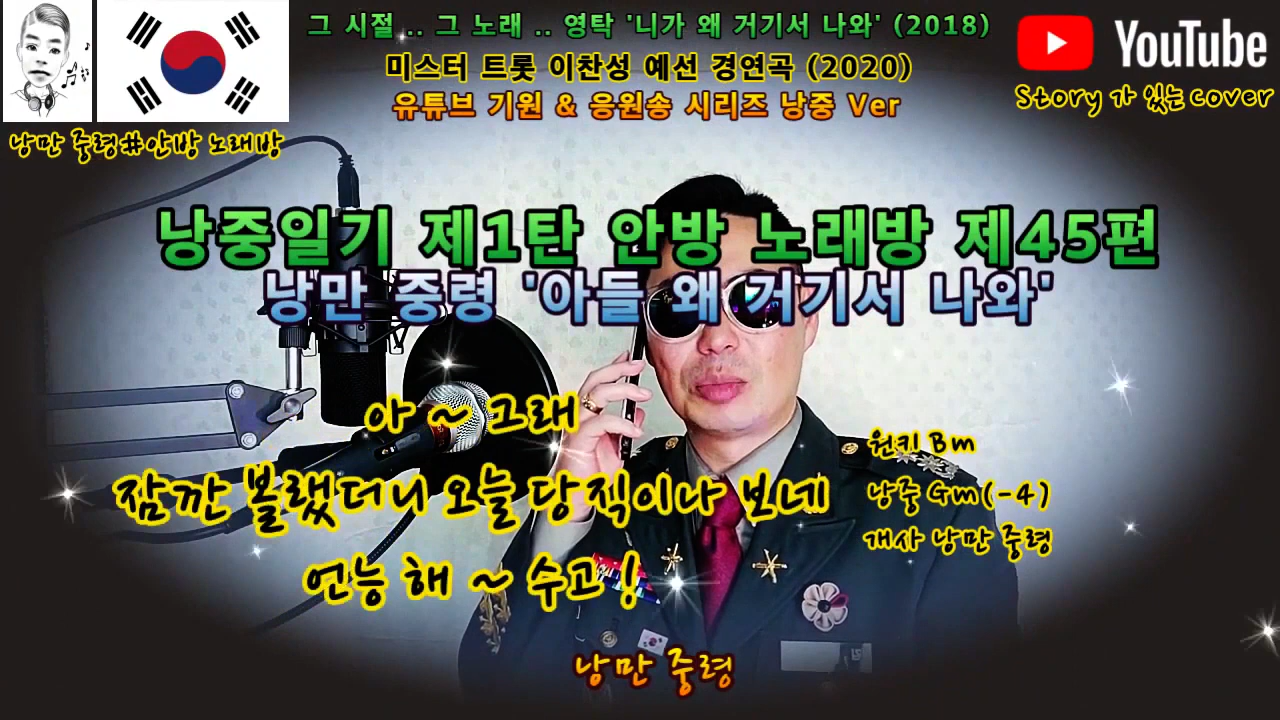 그 시절 .. 그 노래 .. 영탁 '니가 왜 거기서 나와' (2018)
미스터 트롯 이찬성 예선 경연곡 (2020)
유튜브 기원 & 응원송 시리즈 낭중 Ver
YouTube
Story 가 있는 cover
낭만 중령#안방 노래방
낭중일기 제1탄 안방 노래방 제45편
낭만 중령 '아들 왜 거기서 나와'
아 ~ 그래
잠깐 볼랬더니 오늘 당직이나 보네
언능 해 ~ 수고 !
원키 Bm
낭중 Gm(-4)
개사 낭만 중령
낭만 중령